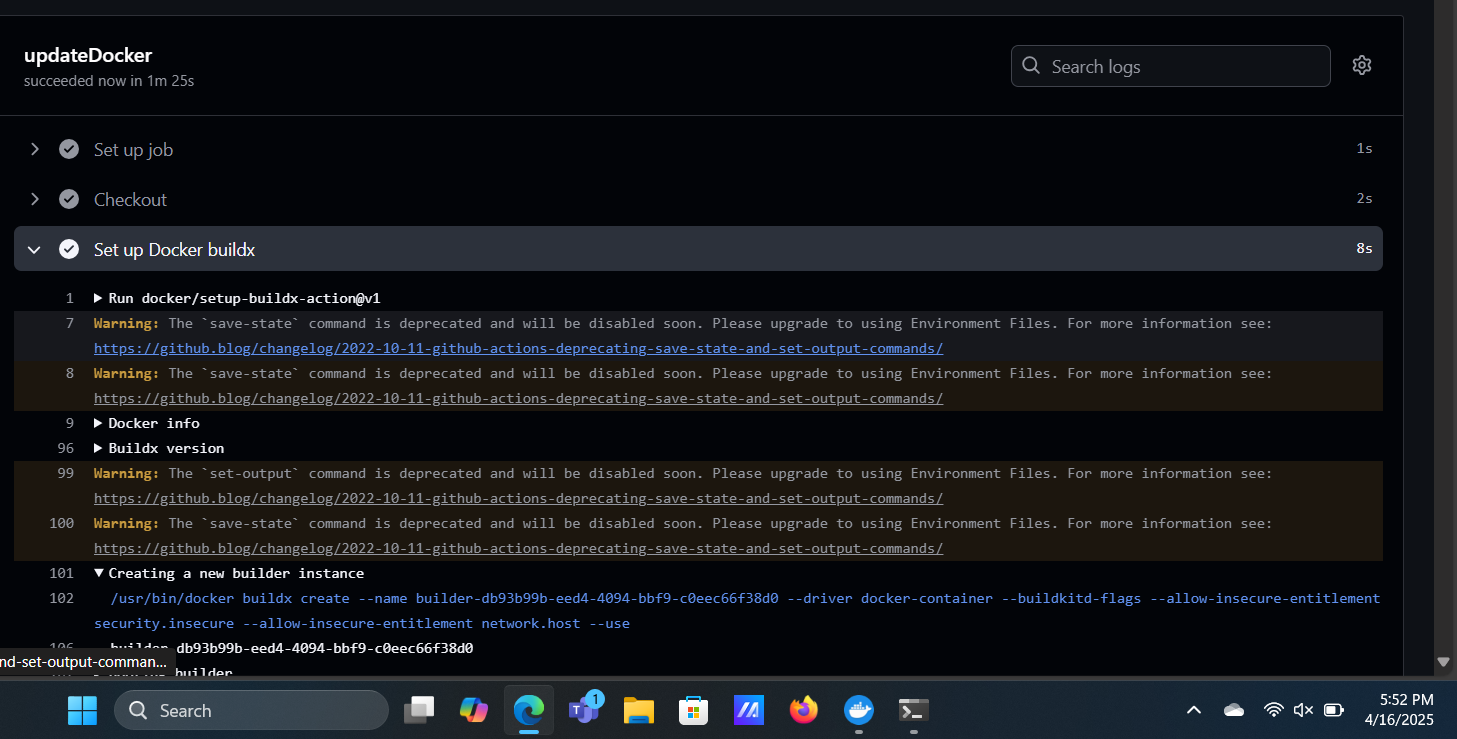 updateDocker
succeeded now in 1m 25s
Search logs
Set up job 1s
Checkout 2s
Set up Docker buildx 8s
1 Run docker/setup-buildx-action@v1
7 Warning: The `save-state` command is deprecated and will be disabled soon. Please upgrade to using Environment Files. For more information see:
https://github.blog/changelog/2022-10-11-github-actions-deprecating-save-state-and-set-output-commands/
8 Warning: The `save-state` command is deprecated and will be disabled soon. Please upgrade to using Environment Files. For more information see:
https://github.blog/changelog/2022-10-11-github-actions-deprecating-save-state-and-set-output-commands/
9 Docker info
96 Buildx version
99 Warning: The `set-output` command is deprecated and will be disabled soon. Please upgrade to using Environment Files. For more information see:
https://github.blog/changelog/2022-10-11-github-actions-deprecating-save-state-and-set-output-commands/
100 Warning: The `save-state` command is deprecated and will be disabled soon. Please upgrade to using Environment Files. For more information see:
https://github.blog/changelog/2022-10-11-github-actions-deprecating-save-state-and-set-output-commands/
101 Creating a new builder instance
102 /usr/bin/docker buildx create --name builder-db93b99b-eed4-4094-bbf9-c0eec66f38d0 --driver docker-container --buildkitd-flags --allow-insecure-entitlement
security.insecure --allow-insecure-entitlement network.host --use
106 builder-db93b99b-eed4-4094-bbf9-c0eec66f38d0
nd-set-output-comman...
builder
Search
1
5:52 PM
4/16/2025